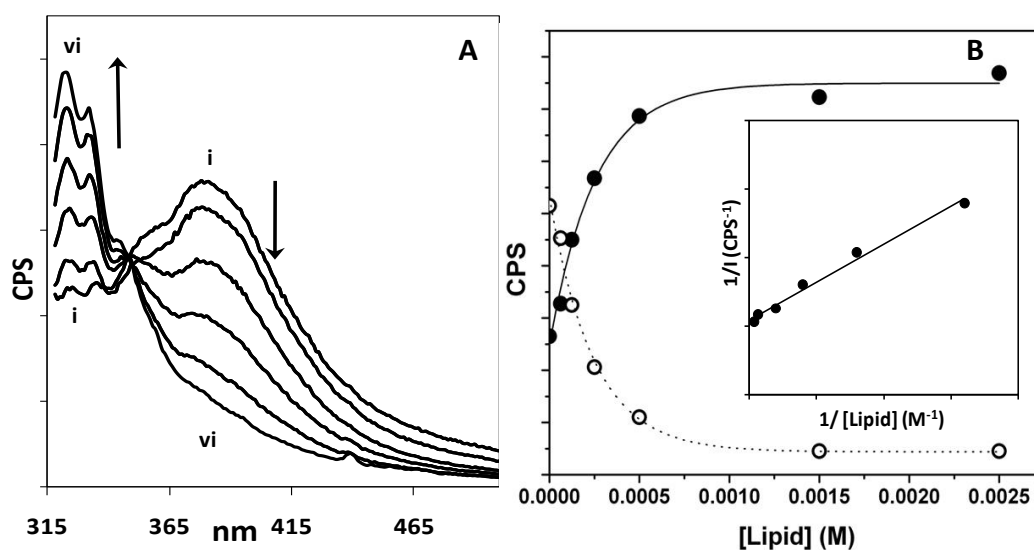 A
vi
i
i
vi
CPS
315
365
415
465
nm
B
CPS
1/I (CPS⁻¹)
1/ [Lipid] (M⁻¹)
0.0000
0.0005
0.0010
0.0015
0.0020
0.0025
[Lipid] (M)